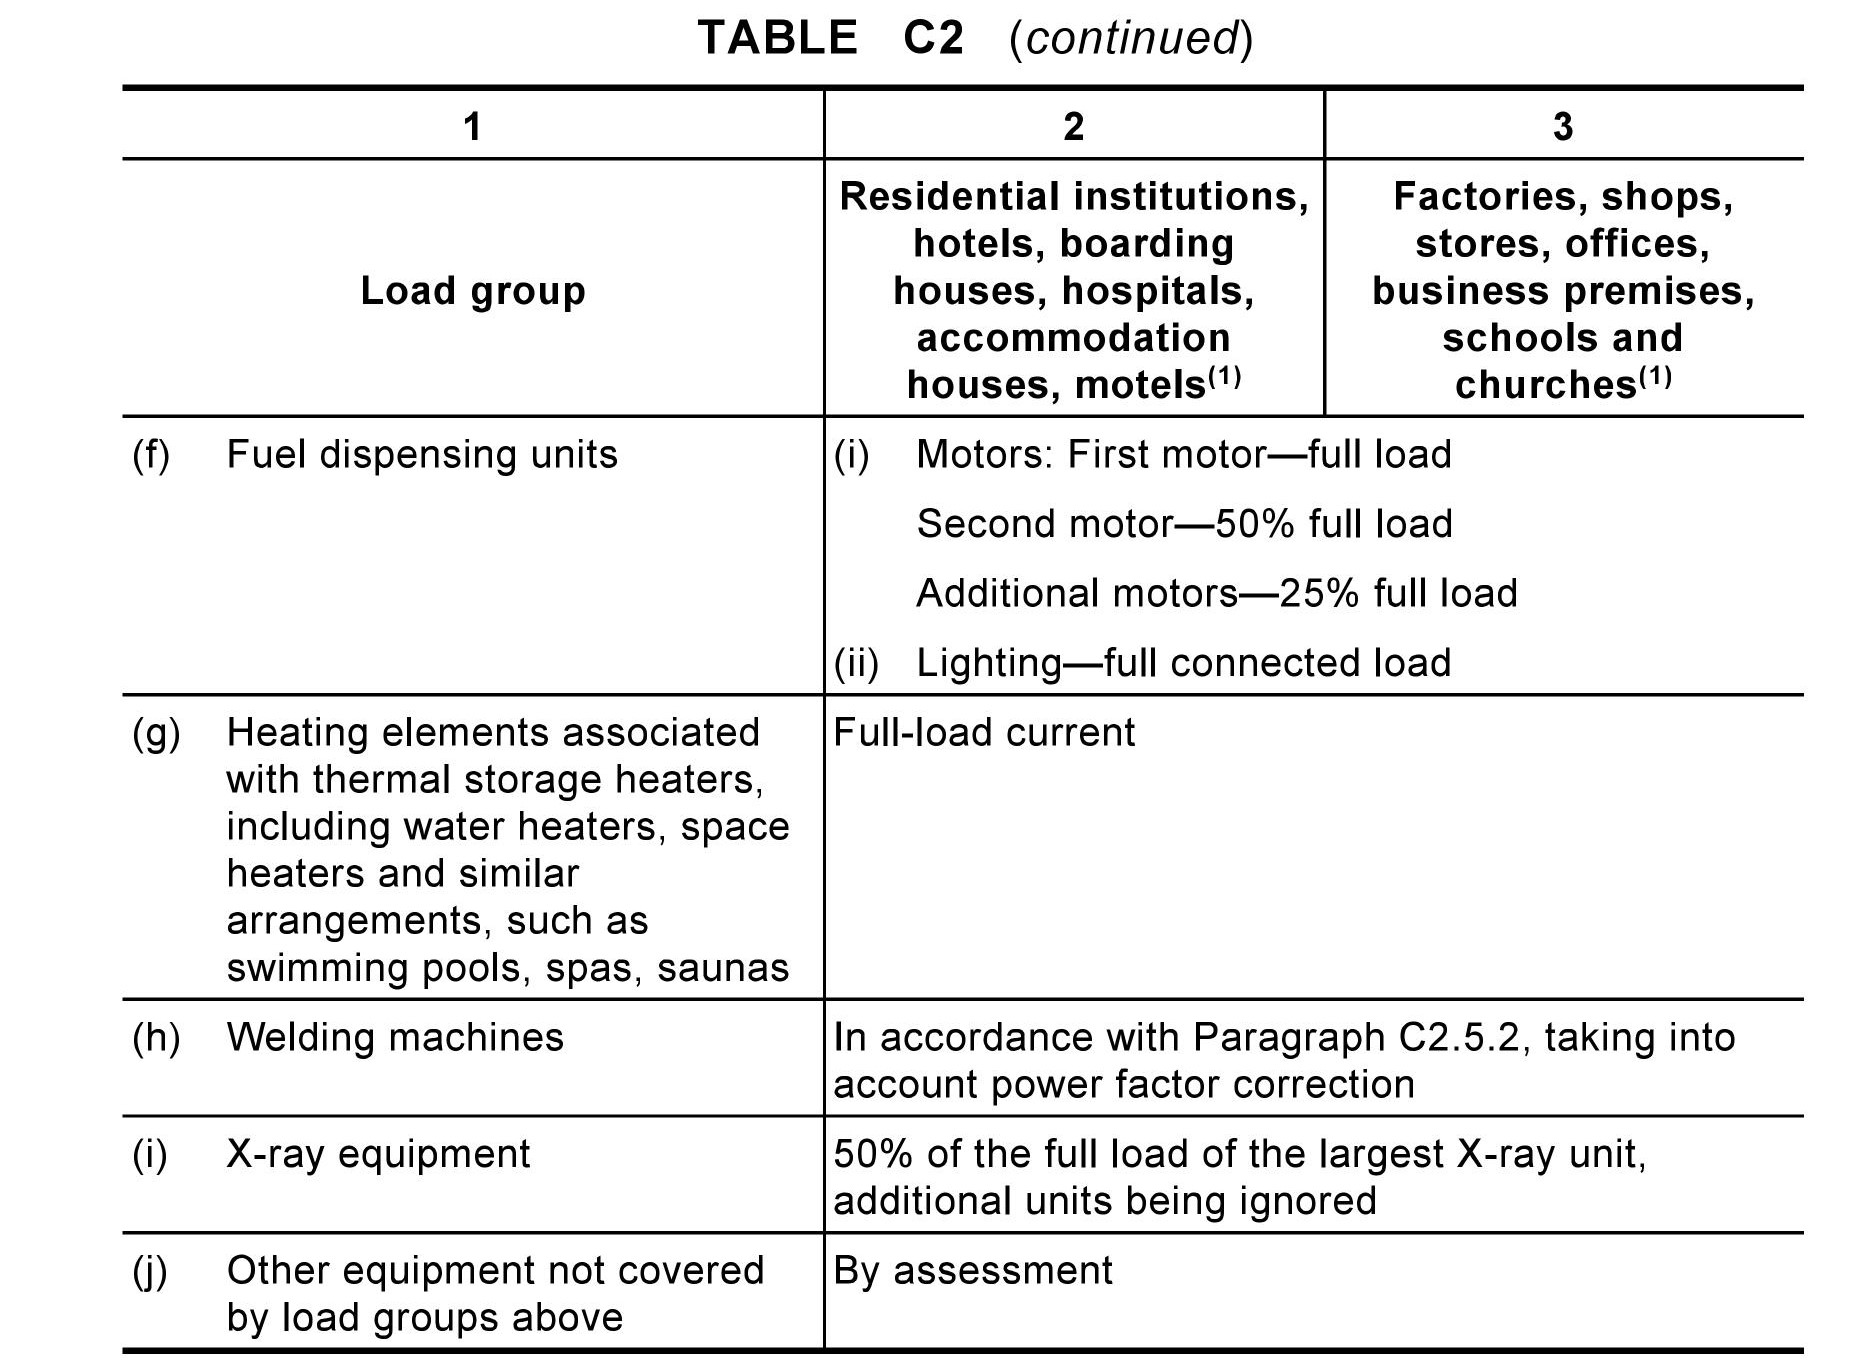 TABLE C2 (continued)
1
2
3
Load group
Residential institutions,
hotels, boarding
houses, hospitals,
accommodation
houses, motels(1)
Factories, shops,
stores, offices,
business premises,
schools and
churches(1)
(f) Fuel dispensing units
(i) Motors: First motor—full load
Second motor—50% full load
Additional motors—25% full load
(ii) Lighting—full connected load
(g) Heating elements associated
with thermal storage heaters,
including water heaters, space
heaters and similar
arrangements, such as
swimming pools, spas, saunas
Full-load current
(h) Welding machines
In accordance with Paragraph C2.5.2, taking into
account power factor correction
(i) X-ray equipment
50% of the full load of the largest X-ray unit,
additional units being ignored
(j) Other equipment not covered
by load groups above
By assessment